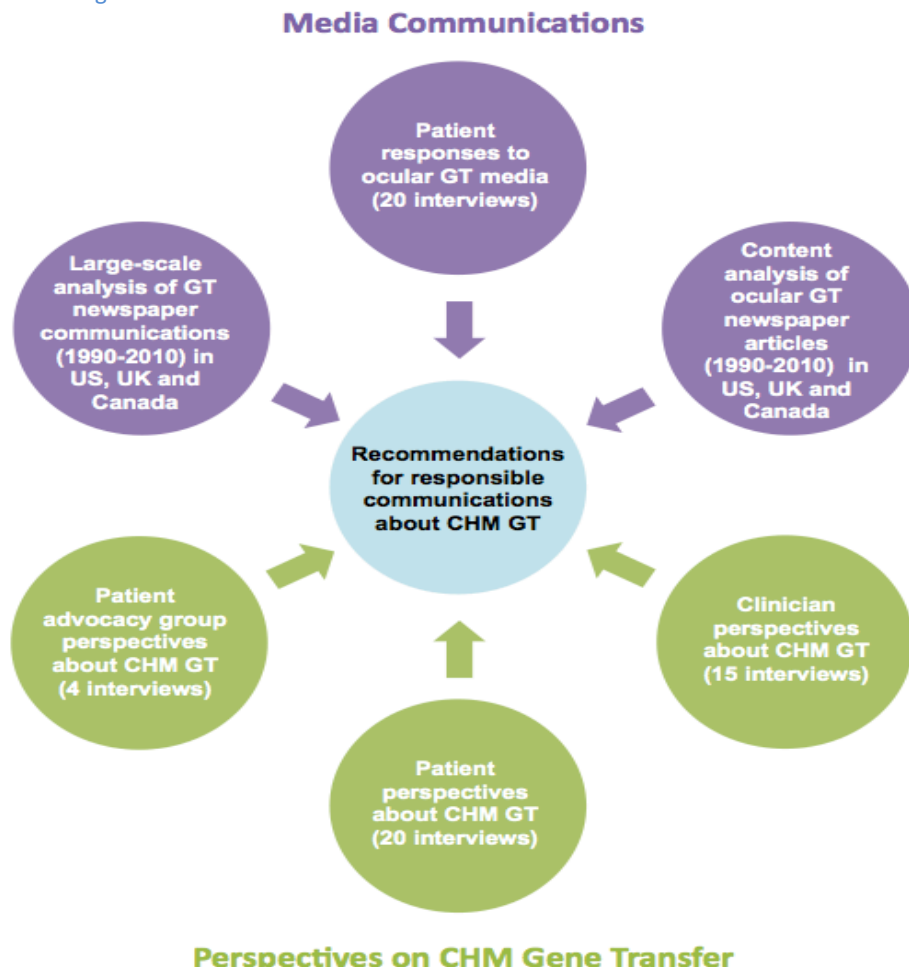 Media Communications
Patient
responses to
ocular GT media
(20 interviews)
Large-scale
analysis of GT
newspaper
communications
(1990-2010) in
US, UK and
Canada
Content
analysis of
ocular GT
newspaper
articles
(1990-2010) in
US, UK and
Canada
Recommendations
for responsible
communications
about CHM GT
Patient
advocacy group
perspectives
about CHM GT
(4 interviews)
Clinician
perspectives
about CHM GT
(15 interviews)
Patient
perspectives
about CHM GT
(20 interviews)
Perspectives on CHM Gene Transfer